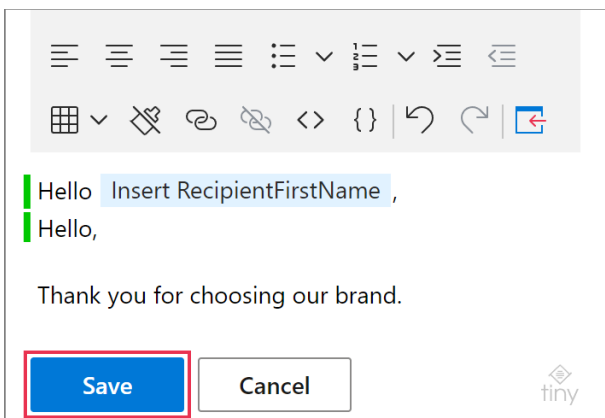 Hello Insert RecipientFirstName ,
Hello,
Thank you for choosing our brand.
Save Cancel
tiny